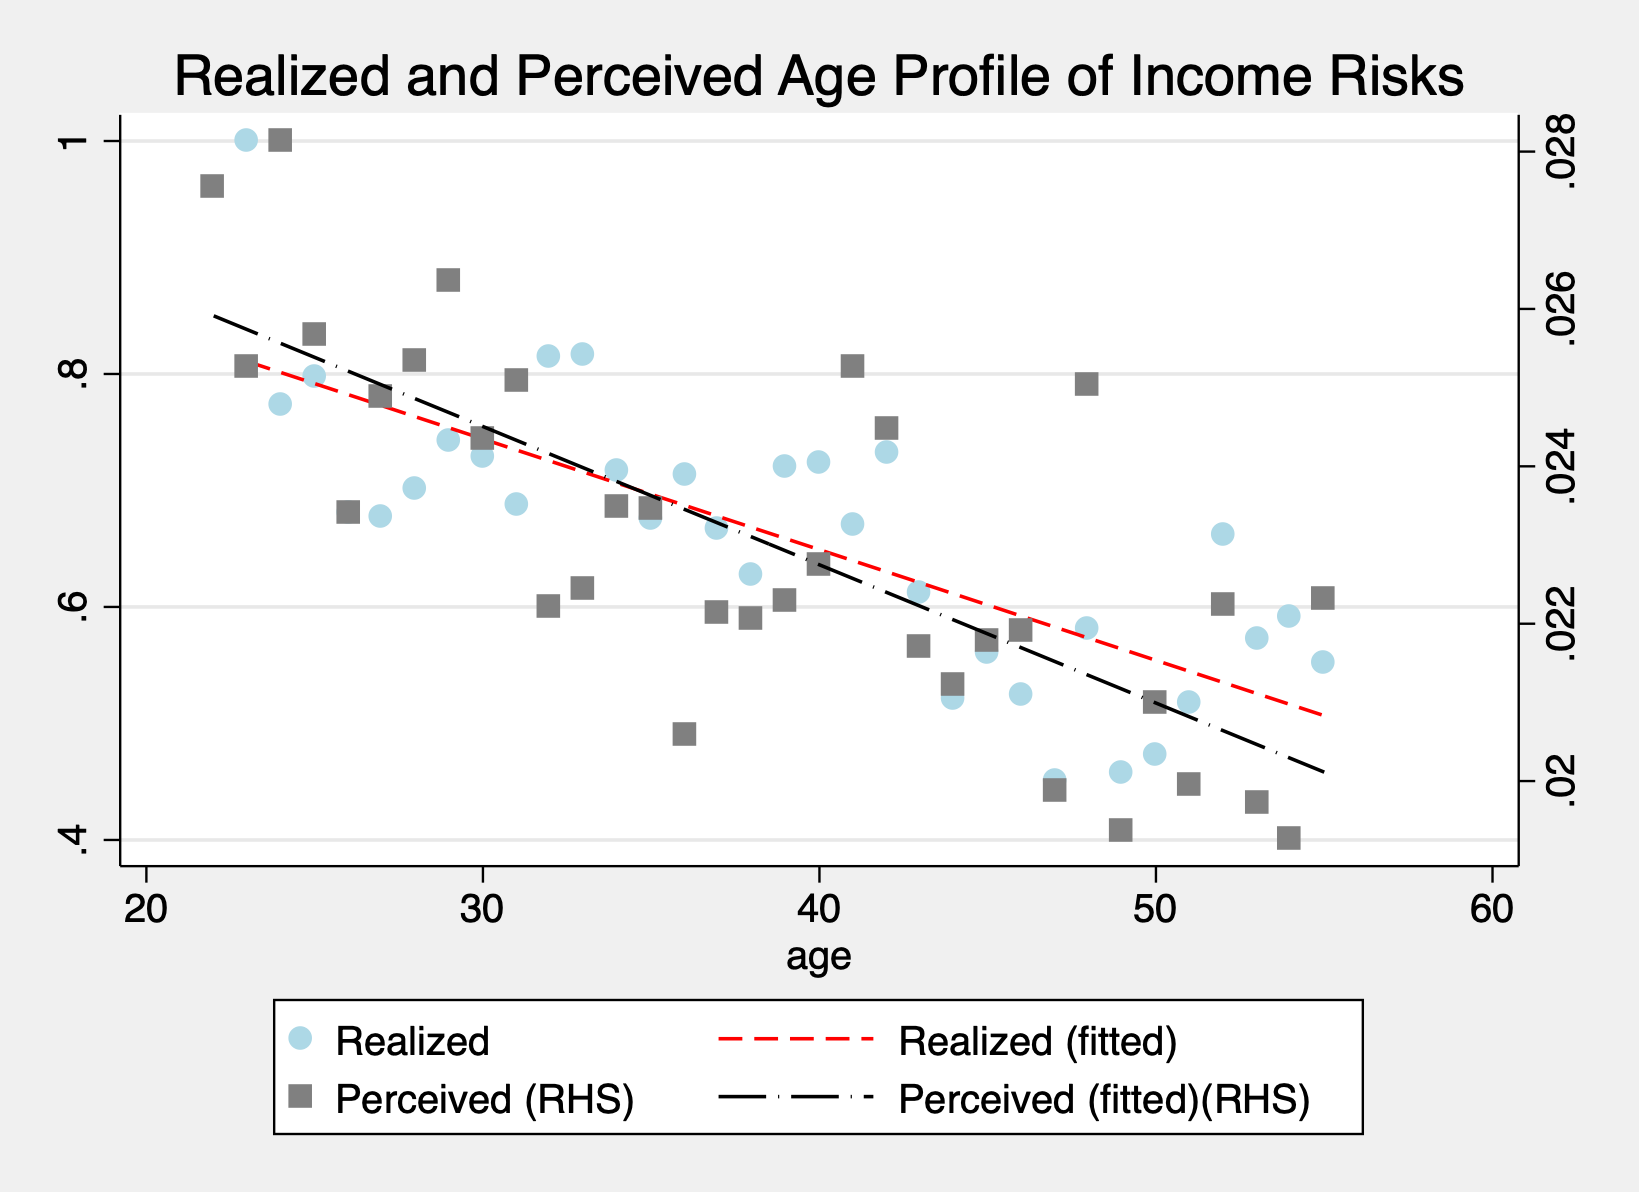 Realized and Perceived Age Profile of Income Risks
1
.8
.6
.4
.028
.026
.024
.022
.02
20 30 40 50 60
age
Realized Realized (fitted)
Perceived (RHS) Perceived (fitted)(RHS)